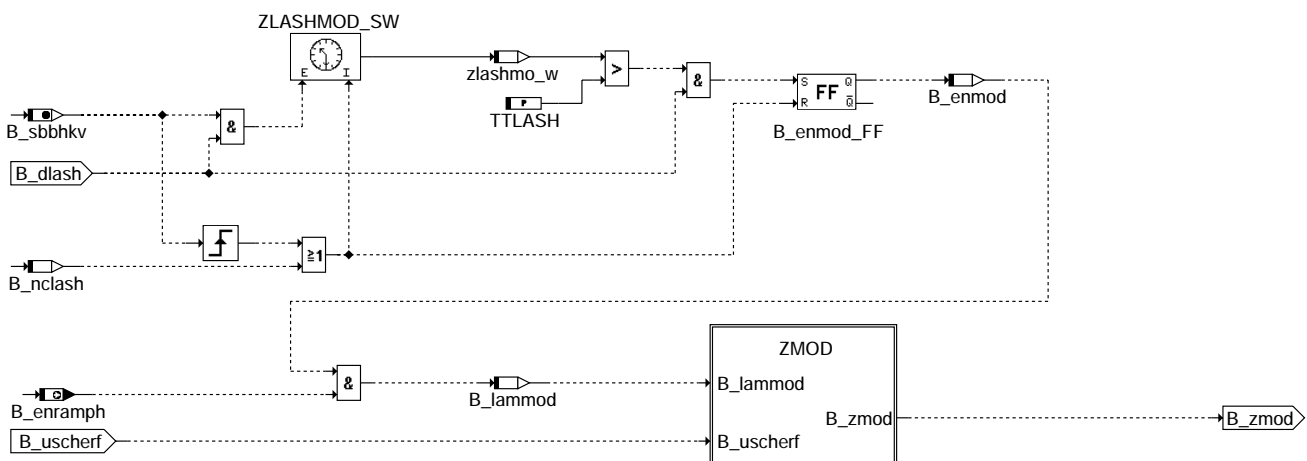 ZLASHMOD_SW
E I
zlashmo_w
>
&
S Q
FF
R Q
B_enmod
B_sbbhkv
&
P
TTLASH
B_enmod_FF
B_dlash
≥1
B_nclash
ZMOD
&
B_lammod
B_lammod
B_enramph
B_zmod
B_zmod
B_uscherf
B_uscherf